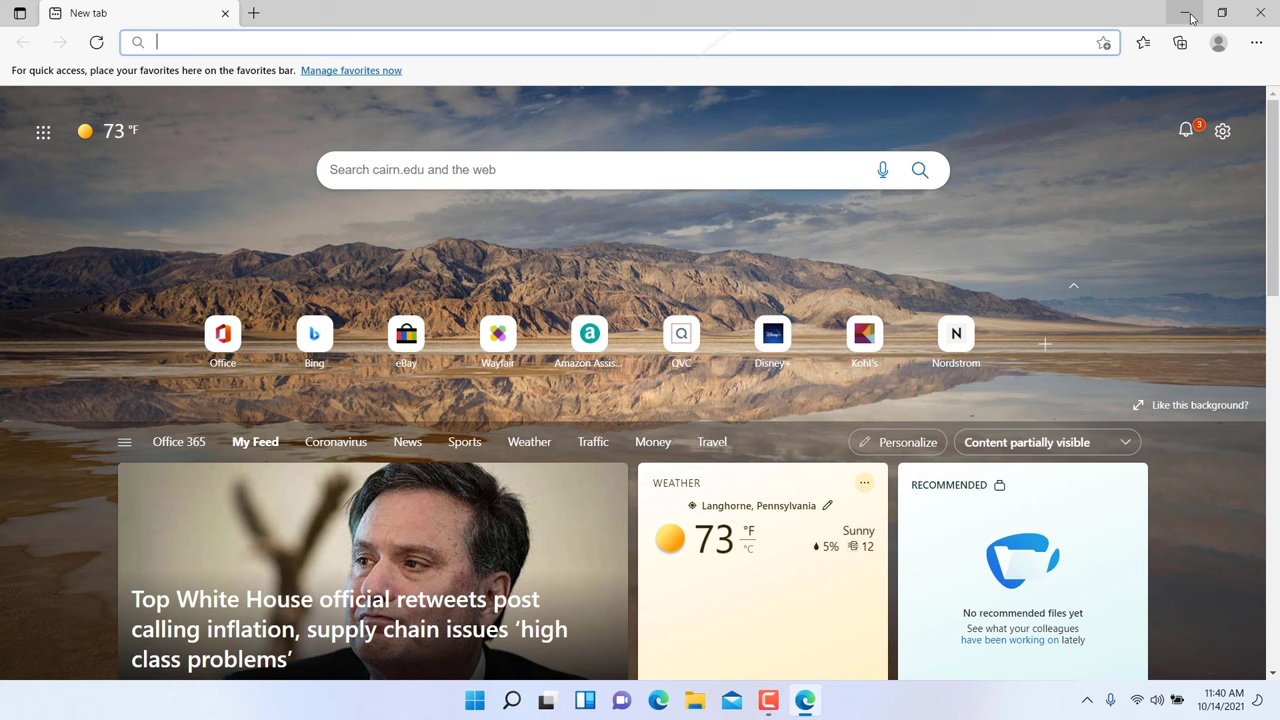 New tab
For quick access, place your favorites here on the favorites bar. Manage favorites now
73 °F
3
Search cairn.edu and the web
Office
Bing
eBay
Wayfair
Amazon Assis...
QVC
Disney+
Kohl's
N
Nordstrom
Like this background?
Office 365 My Feed Coronavirus News Sports Weather Traffic Money Travel Personalize Content partially visible
Top White House official retweets post
calling inflation, supply chain issues ‘high
class problems’
WEATHER
Langhorne, Pennsylvania
73 °F
°C
Sunny
5% 12
RECOMMENDED
No recommended files yet
See what your colleagues
have been working on lately
11:40 AM
10/14/2021